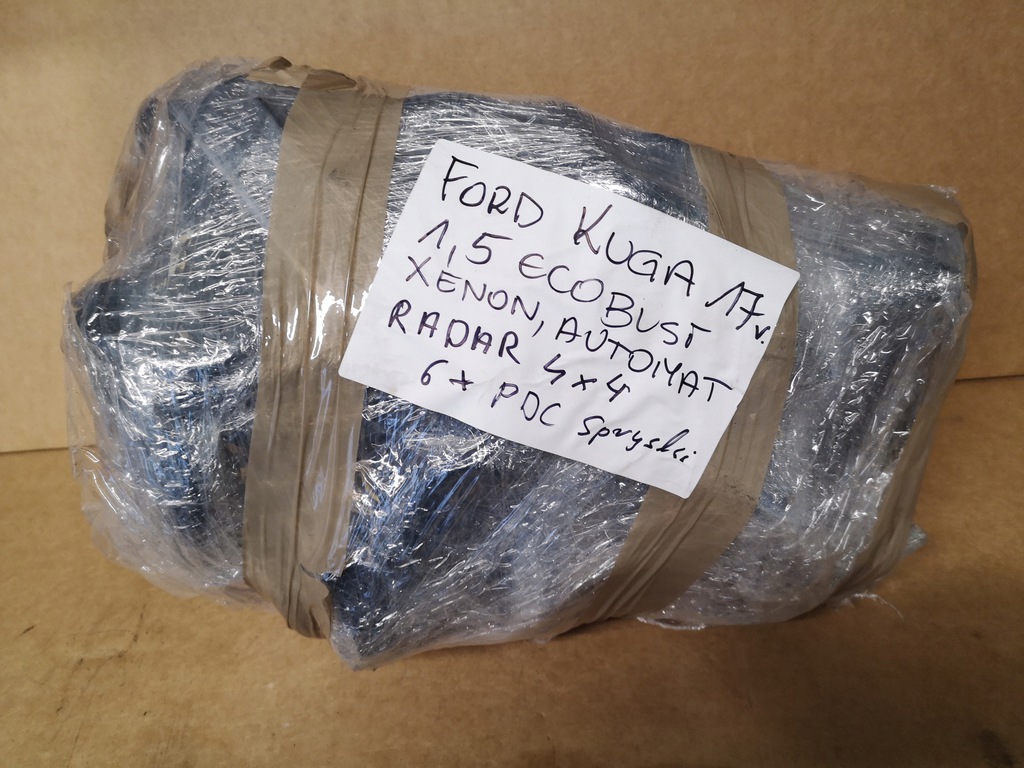 FORD KUGA 17r.
1,5 ECOBUST
XENON, AUTOMAT
RADAR 4x4
6x PDC Spryski